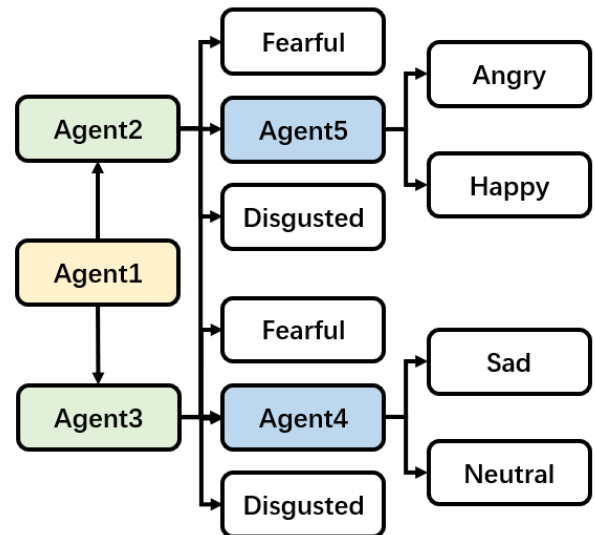 Fearful
Angry
Agent2
Agent5
Happy
Disgusted
Agent1
Fearful
Sad
Agent3
Agent4
Neutral
Disgusted